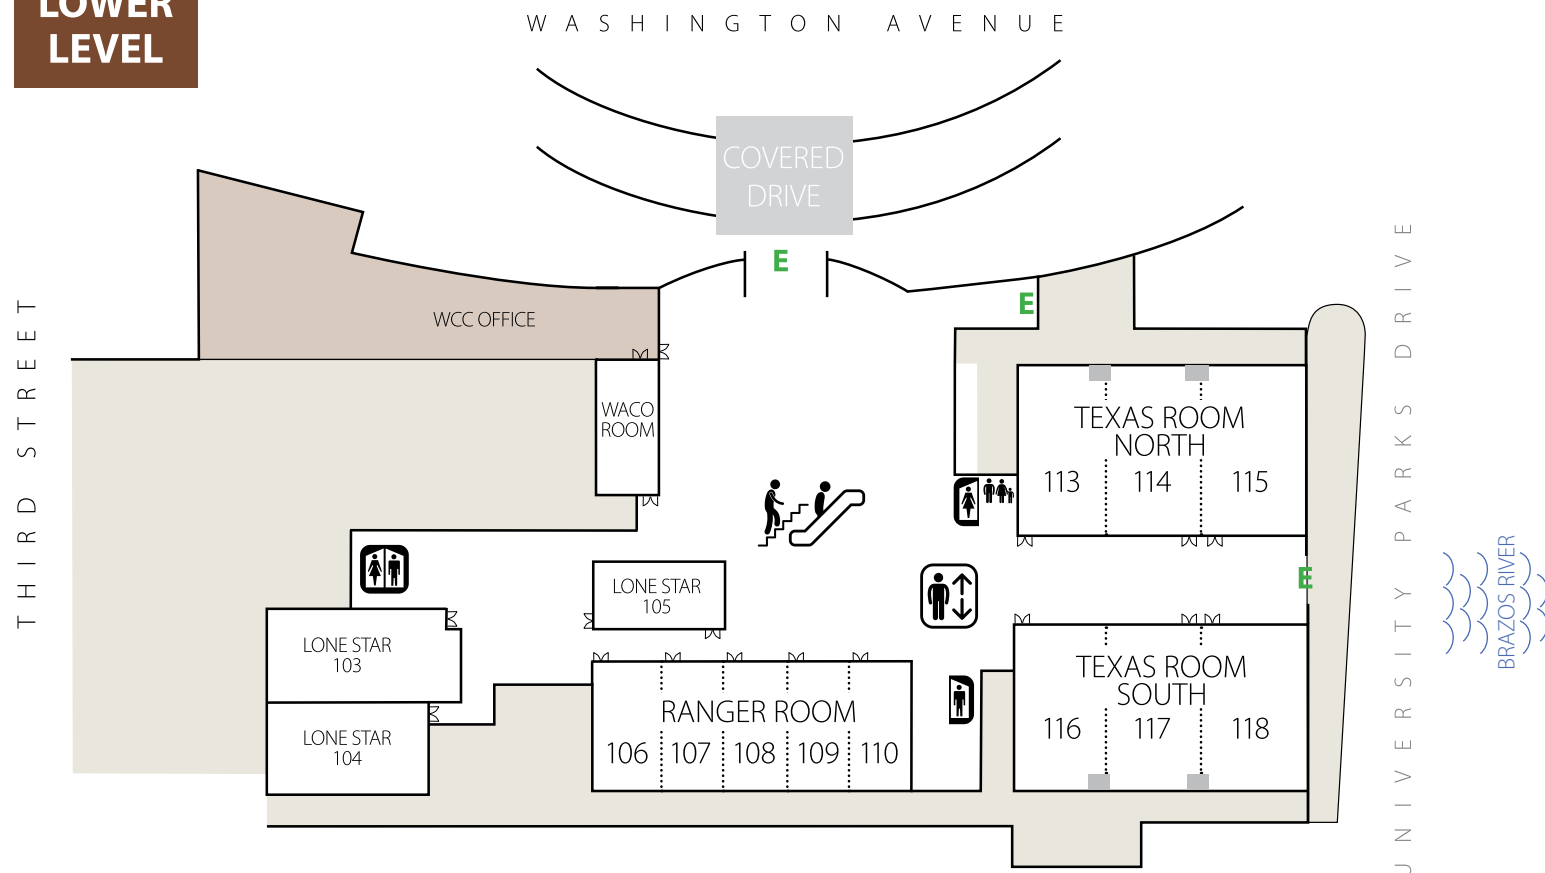 LOWER
LEVEL
WASHINGTON AVENUE
COVERED
DRIVE
E
E
WCC OFFICE
THIRD STREET
WACO
ROOM
TEXAS ROOM
NORTH
113 114 115
LONE STAR
105
E
LONE STAR
103
LONE STAR
104
RANGER ROOM
106 107 108 109 110
TEXAS ROOM
SOUTH
116 117 118
UNIVERSITY PARKS DRIVE
BRAZOS RIVER